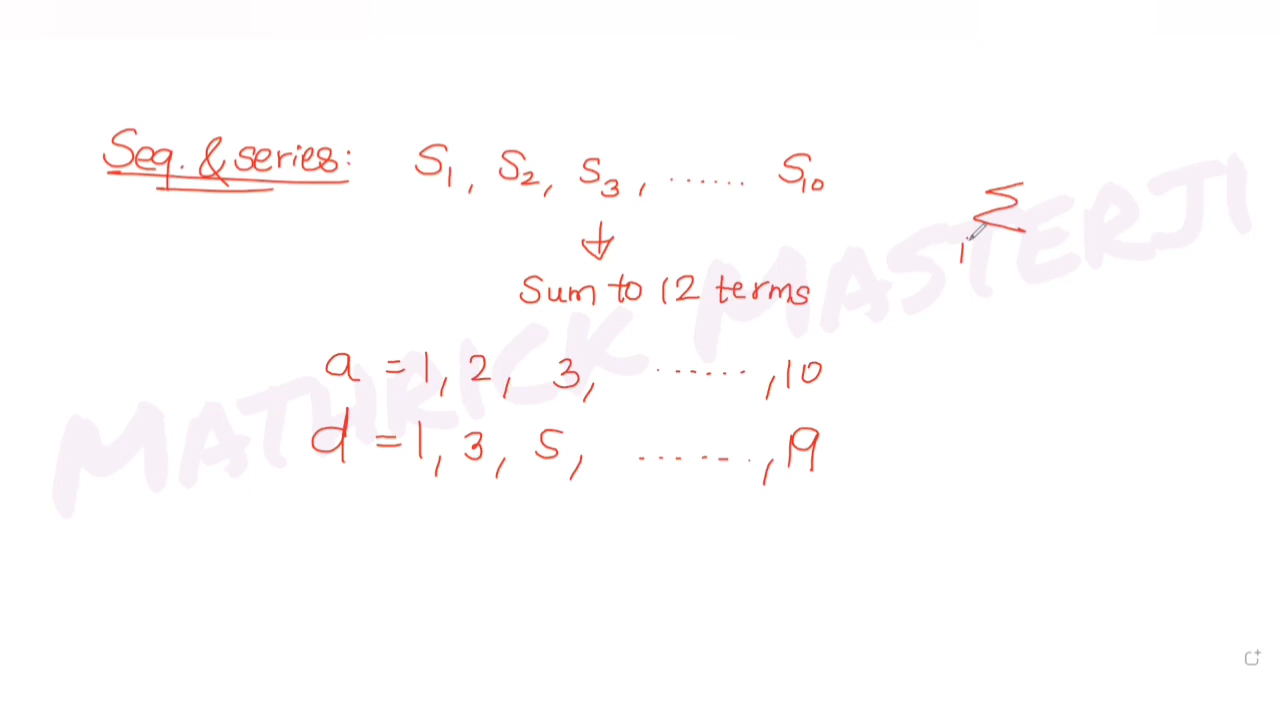 Seq. & series: S1, S2, S3, ...... S10
Σ
1
↓
Sum to 12 terms
a = 1, 2, 3, ......, 10
d = 1, 3, 5, ......, 19
MATHRICK MASTERJI